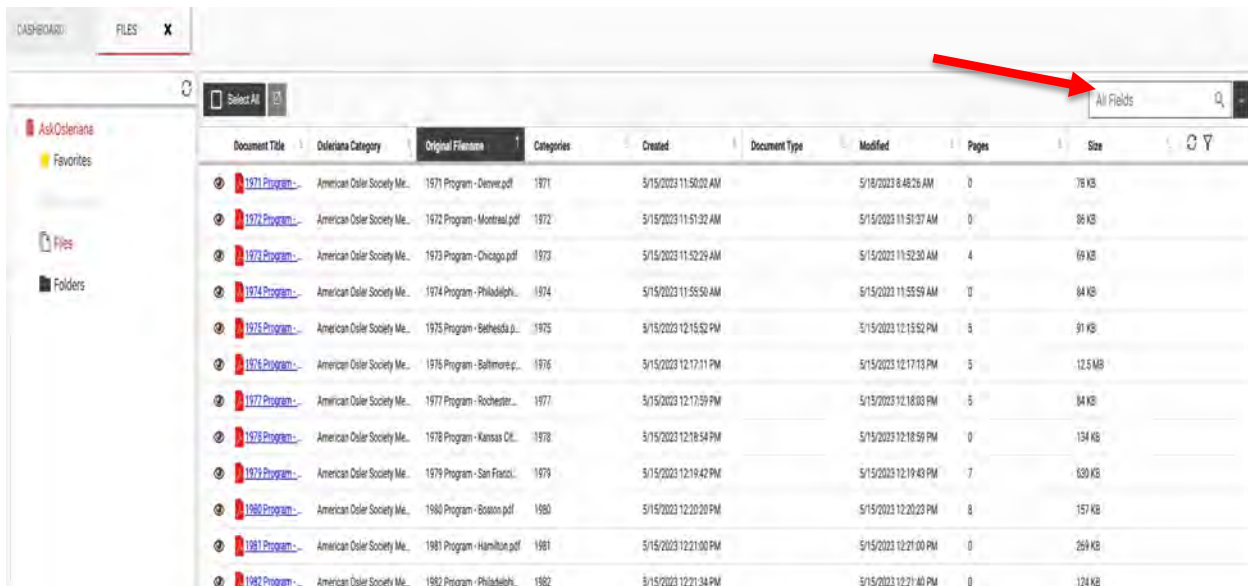 DASHBOARD FILES X
Select All All Fields
AskOsleriana
Favorites
Files
Folders
Document Title Osleriana Category Original Filename Categories Created Document Type Modified Pages Size
1971 Program -... American Osler Society Me... 1971 Program - Denver.pdf 1971 5/15/2023 11:50:02 AM 5/18/2023 8:48:26 AM 0 78 KB
1972 Program -... American Osler Society Me... 1972 Program - Montreal.pdf 1972 5/15/2023 11:51:32 AM 5/15/2023 11:51:37 AM 0 86 KB
1973 Program -... American Osler Society Me... 1973 Program - Chicago.pdf 1973 5/15/2023 11:52:29 AM 5/15/2023 11:52:30 AM 4 69 KB
1974 Program -... American Osler Society Me... 1974 Program - Philadelphi... 1974 5/15/2023 11:55:50 AM 5/15/2023 11:55:59 AM 0 84 KB
1975 Program -... American Osler Society Me... 1975 Program - Bethesda.p... 1975 5/15/2023 12:15:52 PM 5/15/2023 12:15:52 PM 5 91 KB
1976 Program -... American Osler Society Me... 1976 Program - Baltimore.p... 1976 5/15/2023 12:17:11 PM 5/15/2023 12:17:13 PM 5 12.5 MB
1977 Program -... American Osler Society Me... 1977 Program - Rochester... 1977 5/15/2023 12:17:59 PM 5/15/2023 12:18:03 PM 5 84 KB
1978 Program -... American Osler Society Me... 1978 Program - Kansas Cit... 1978 5/15/2023 12:18:54 PM 5/15/2023 12:18:59 PM 0 134 KB
1979 Program -... American Osler Society Me... 1979 Program - San Franci... 1979 5/15/2023 12:19:42 PM 5/15/2023 12:19:43 PM 7 630 KB
1980 Program -... American Osler Society Me... 1980 Program - Boston.pdf 1980 5/15/2023 12:20:20 PM 5/15/2023 12:20:23 PM 8 157 KB
1981 Program -... American Osler Society Me... 1981 Program - Hamilton.pdf 1981 5/15/2023 12:21:00 PM 5/15/2023 12:21:00 PM 0 269 KB
1982 Program -... American Osler Society Me... 1982 Program - Philadelphi... 1982 5/15/2023 12:21:34 PM 5/15/2023 12:21:40 PM 0 124 KB